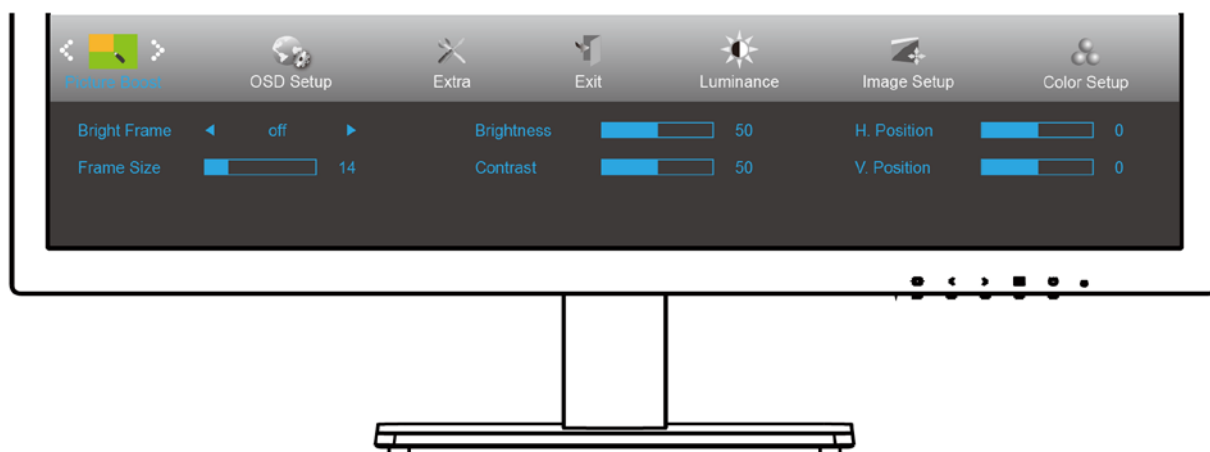 Picture Boost OSD Setup Extra Exit Luminance Image Setup Color Setup
Bright Frame off Brightness 50 H. Position 0
Frame Size 14 Contrast 50 V. Position 0